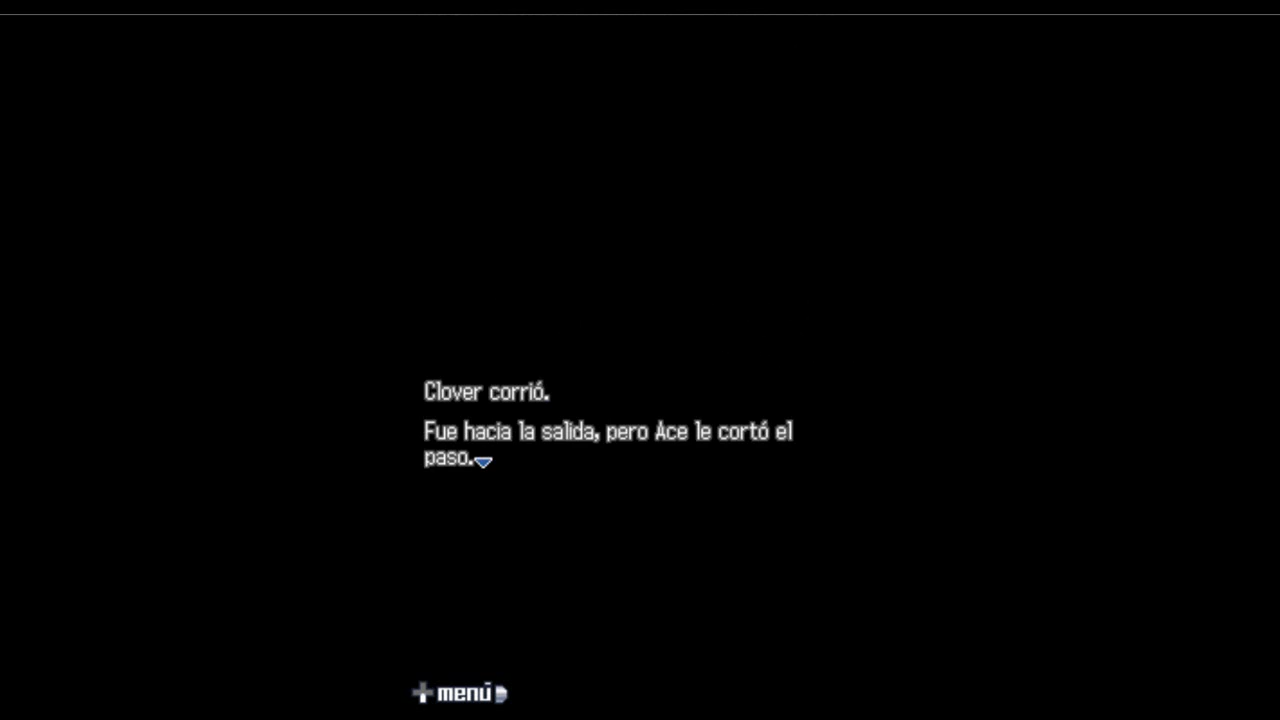 Clover corrió.
Fue hacia la salida, pero Ace le cortó el
paso.
menú